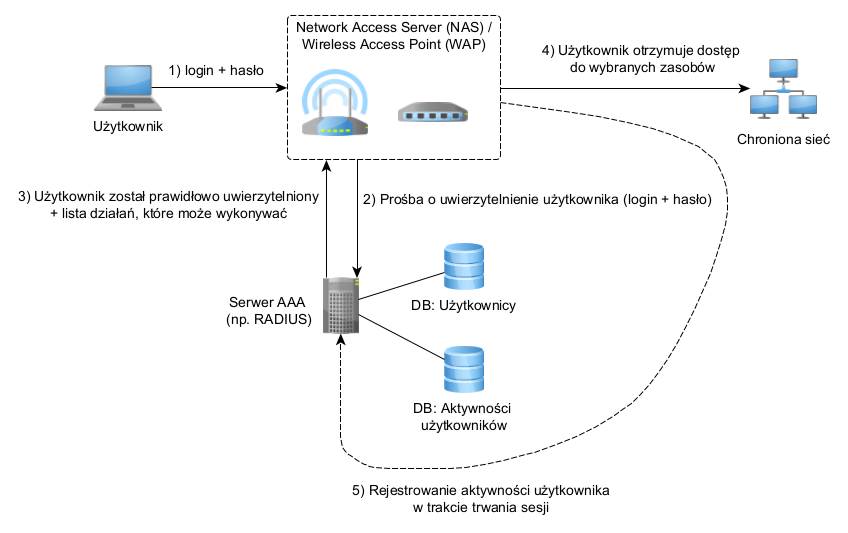 Network Access Server (NAS) /
Wireless Access Point (WAP)
1) login + hasło
Użytkownik
4) Użytkownik otrzymuje dostęp
do wybranych zasobów
Chroniona sieć
3) Użytkownik został prawidłowo uwierzytelniony
+ lista działań, które może wykonywać
2) Prośba o uwierzytelnienie użytkownika (login + hasło)
Serwer AAA
(np. RADIUS)
DB: Użytkownicy
DB: Aktywności
użytkowników
5) Rejestrowanie aktywności użytkownika
w trakcie trwania sesji